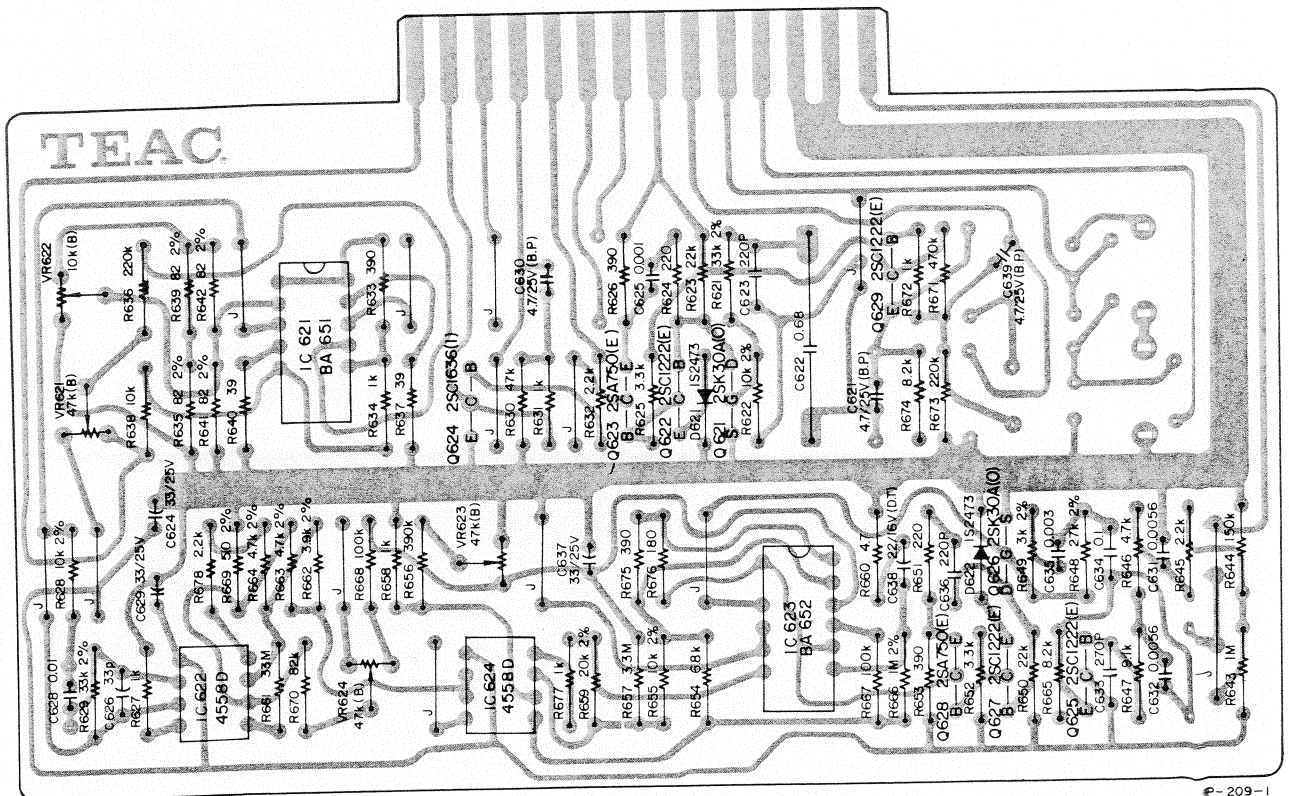 TEAC
VR622
10k(B)
R636 220k
R639 82 2%
R642 82 2%
J
IC 621
BA 651
R633 390
J
J
C630
4.7/25V(B.P)
R626 390
C625 0.001
R624 220
R623 22k
R621 33k 2%
C623 220P
C622 0.68
J
Q629 2SC1222(E)
E-C-B
R672 1k
R671 470k
C639
4.7/25V(B.P)
VR621
47k(B)
R638 10k
R635 82 2%
R641 82 2%
R640 39
R634 1k
R637 39
Q624 2SC1636(1)
E-C-B
J
R630 47k
R631 1k
J
R632 2.2k
Q623 2SA750(E)
B-C-E
R625 3.3k
Q622 2SC1222(E)
E-C-B
D621 1S2473
Q621 2SK30A(O)
S-G-D
R622 10k 2%
C621
4.7/25V(B.P)
R674 8.2k
R673 220k
J
R628 10k 2%
J
C624 33/25V
C629 33/25V
R678 2.2k
R669 150 2%
R664 4.7k 2%
R663 4.7k 2%
R662 3.9k 2%
J
R668 100k
R658 1k
R656 390k
VR623
47k(B)
J
C637
33/25V
R675 390
R676 180
J
IC 623
BA 652
R660 4.7
C638 22/16V(D.T)
R651 220
C636 220P
D622 1S2473
Q626 2SK30A(O)
D-G-S
R649 3k 2%
C635 0.003
R648 27k 2%
C634 0.1
R646 4.7k
C631 0.0056
R645 2.2k
J
R644 150k
C628 0.01
R629 33k 2%
C626 33p
R627 1k
IC 622
4558D
R661 33M
R670 82k
VR624
47k(B)
J
IC 624
4558D
R677 1k
R659 20k 2%
R657 3.3M
R655 10k 2%
R654 68k
R667 100k
R666 1M 2%
R653 390
Q628 2SA750(E)
B-C-E
R652 3.3k
Q627 2SC1222(E)
B-C-E
R650 22k
R665 8.2k
Q625 2SC1222(E)
E-C-B
C633 270P
R647 9.1k
C632 0.0056
J
R643 1M
P-209-1